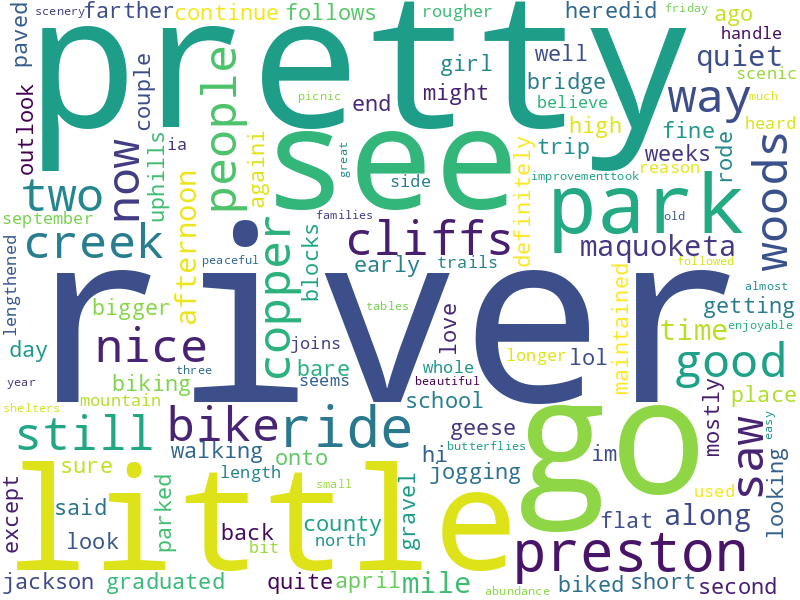 scenery farther continue follows rougher heredid friday ago
paved pretty handle
couple people girl well quiet
scenic
outlook picnic end might bridge way much
believe
now ia uphills see high fine heard
againi great trip weeks rode woods
two afternoon side definitely improvementtook reason
september families park old
creek copper blocks cliffs maquoketa
lengthened peaceful early trails followed
river maintained almost
bigger getting
day nice joins love time enjoyable
three bare seems longer lol good
year biking whole
mountain beautiful place
shelters tables school mostly
still bike ride geese go easy
walking hi butterflies im saw looking
sure onto jogging
except length small used
said parked little gravel
look back county flat along
bit north preston
jackson graduated quite april mile biked short second
abundance